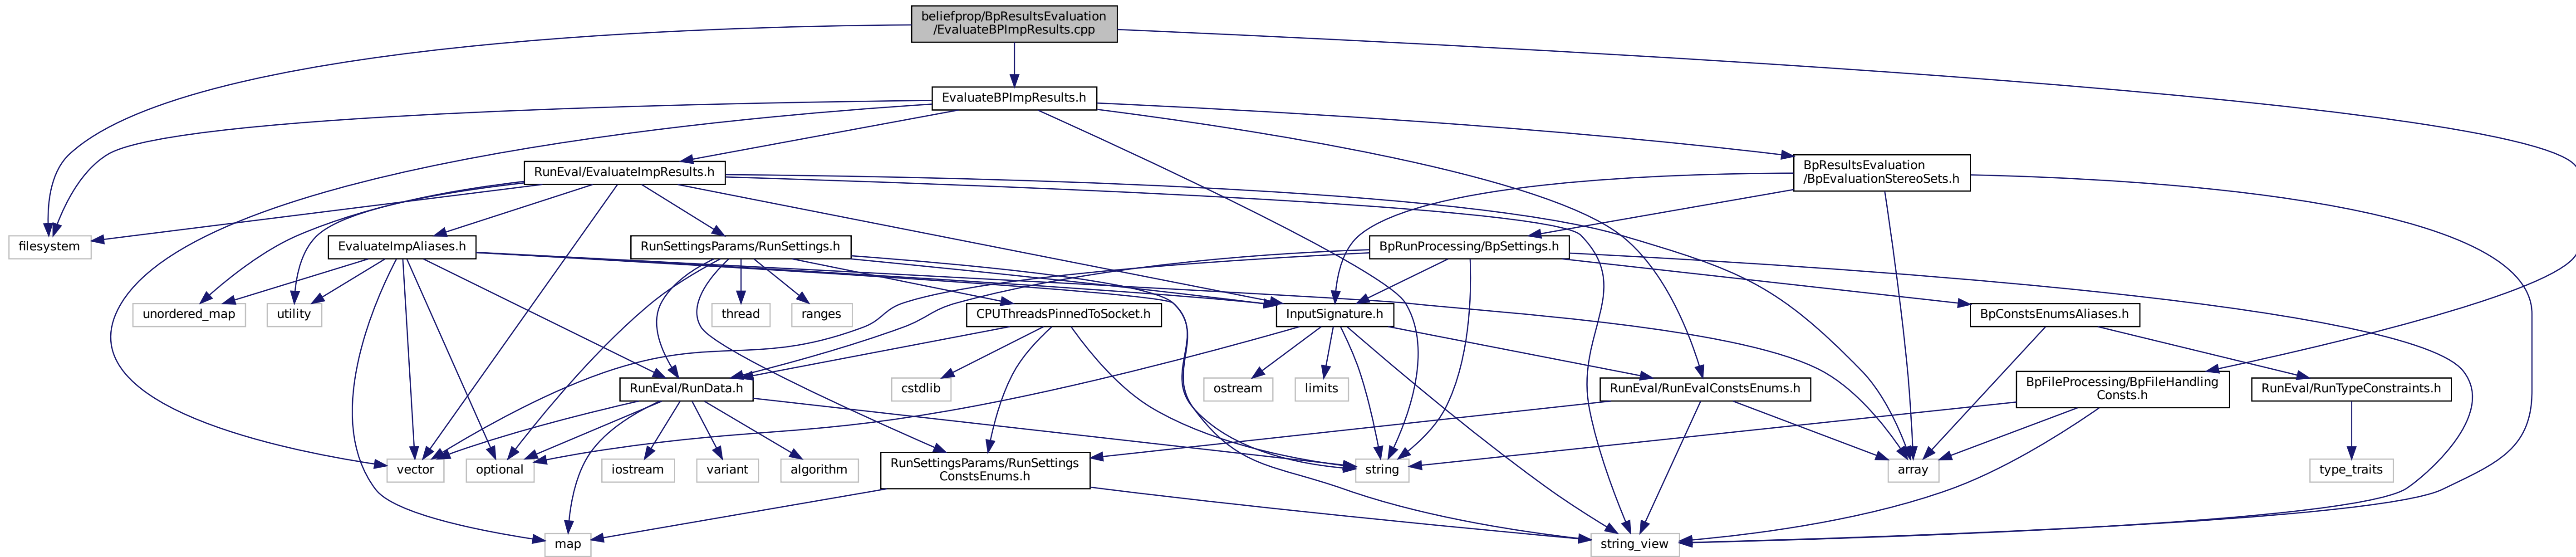 beliefprop/BpResultsEvaluation
/EvaluateBPImpResults.cpp
EvaluateBPImpResults.h
RunEval/EvaluateImpResults.h
BpResultsEvaluation
/BpEvaluationStereoSets.h
filesystem
EvaluateImpAliases.h
RunSettingsParams/RunSettings.h
BpRunProcessing/BpSettings.h
unordered_map
utility
thread
ranges
CPUThreadsPinnedToSocket.h
InputSignature.h
BpConstsEnumsAliases.h
RunEval/RunData.h
cstdlib
ostream
limits
RunEval/RunEvalConstsEnums.h
BpFileProcessing/BpFileHandling
Consts.h
RunEval/RunTypeConstraints.h
vector
optional
iostream
variant
algorithm
RunSettingsParams/RunSettings
ConstsEnums.h
string
array
type_traits
map
string_view